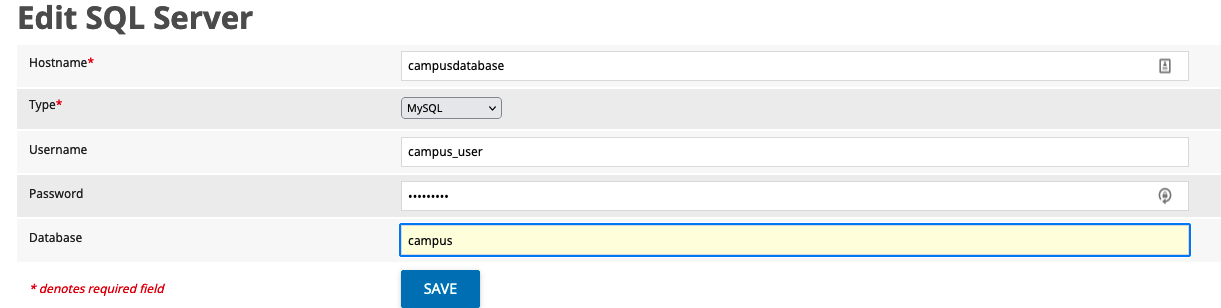 Edit SQL Server
Hostname*
campusdatabase
Type*
MySQL
Username
campus_user
Password
•••••••••
Database
campus
* denotes required field
SAVE